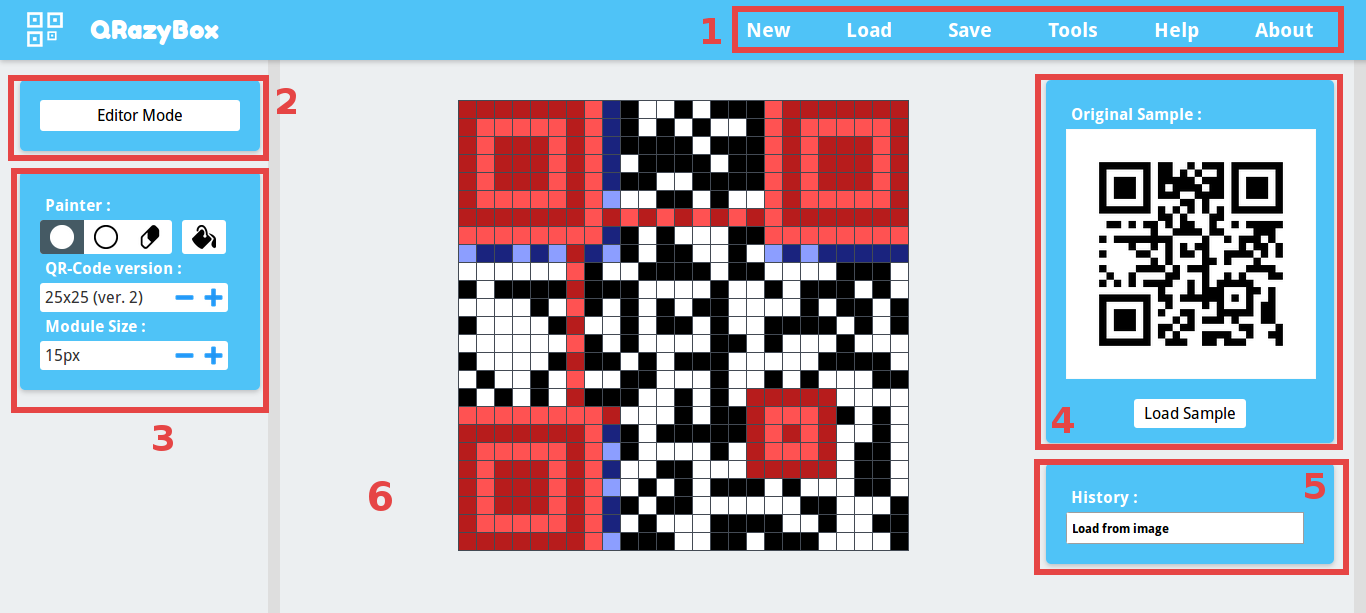 QRazyBox
1
New Load Save Tools Help About
2
Editor Mode
Painter :
QR-Code version :
25x25 (ver. 2)
Module Size :
15px
3
6
Original Sample :
Load Sample
4
5
History :
Load from image